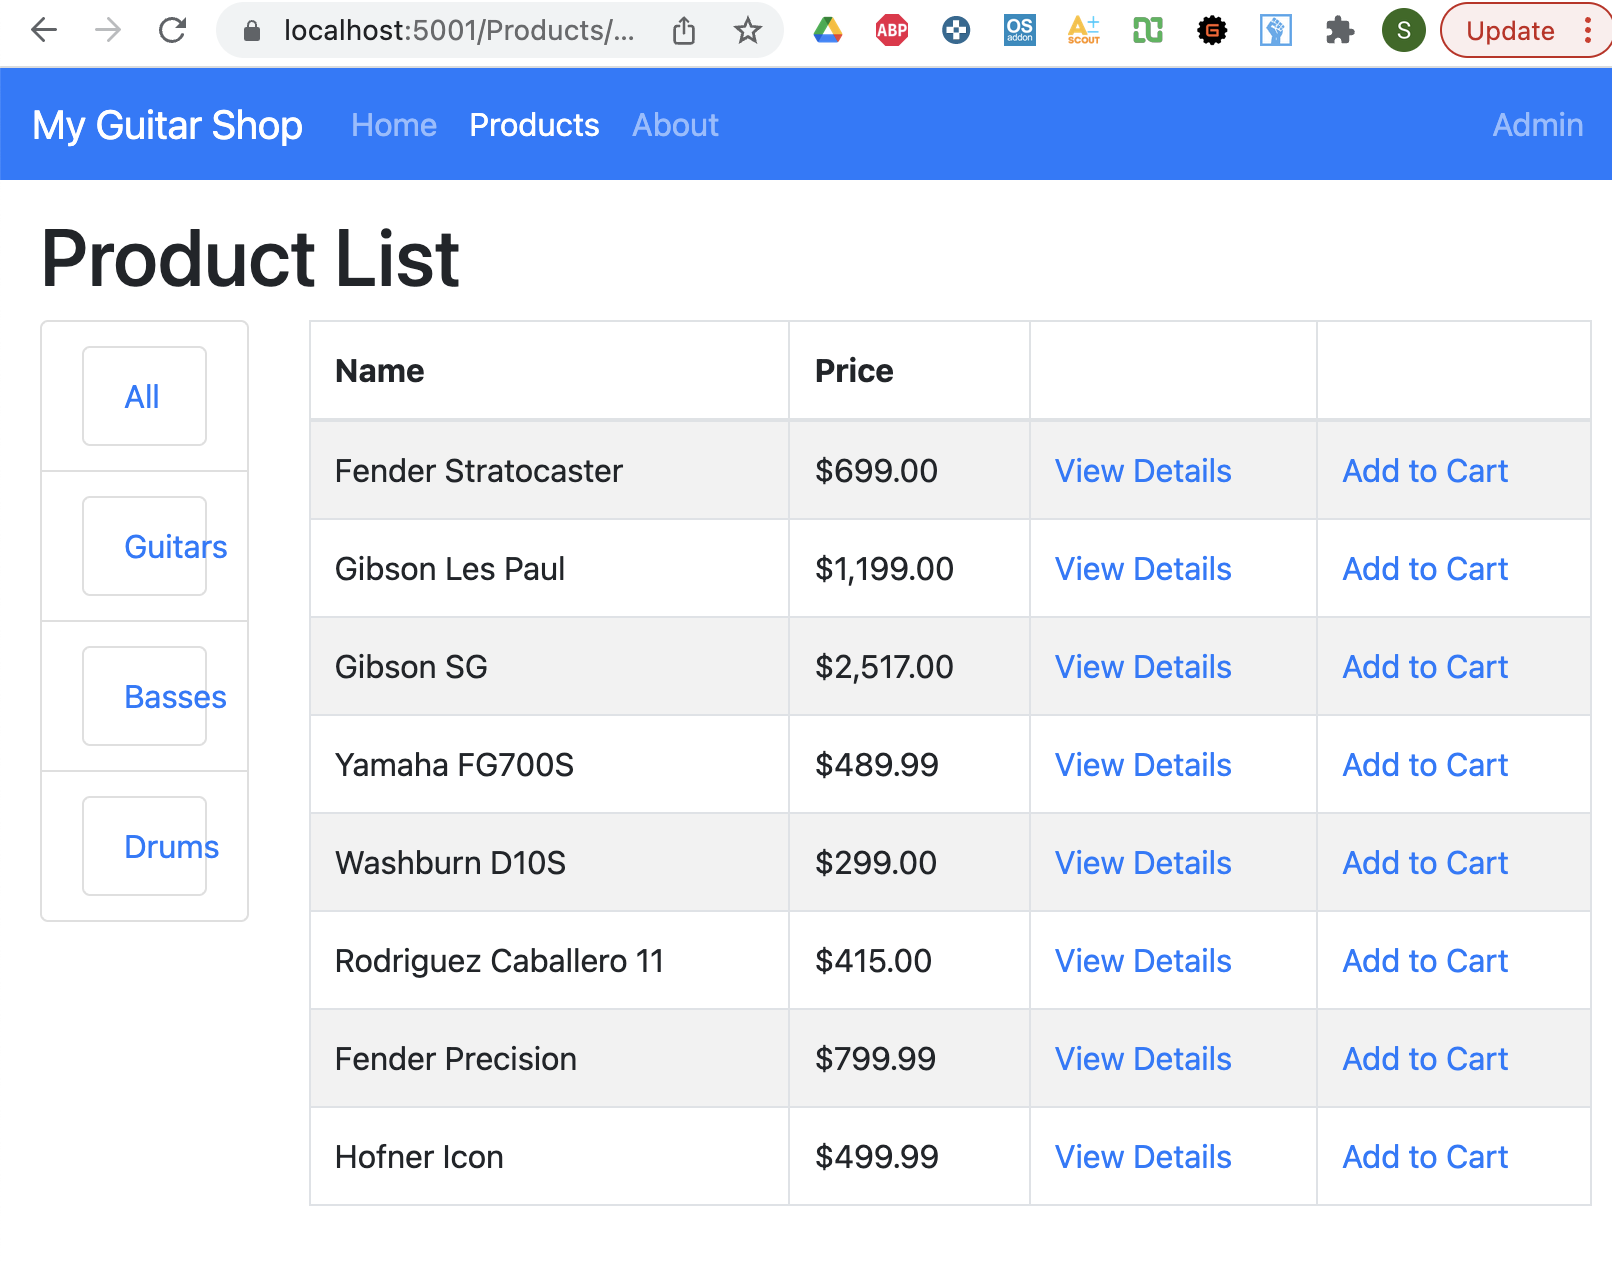 localhost:5001/Products/...
ABP
OS
addon
A±
SCOUT
G
S
Update
My Guitar Shop Home Products About Admin
Product List
All
Guitars
Basses
Drums
Name Price
Fender Stratocaster $699.00 View Details Add to Cart
Gibson Les Paul $1,199.00 View Details Add to Cart
Gibson SG $2,517.00 View Details Add to Cart
Yamaha FG700S $489.99 View Details Add to Cart
Washburn D10S $299.00 View Details Add to Cart
Rodriguez Caballero 11 $415.00 View Details Add to Cart
Fender Precision $799.99 View Details Add to Cart
Hofner Icon $499.99 View Details Add to Cart